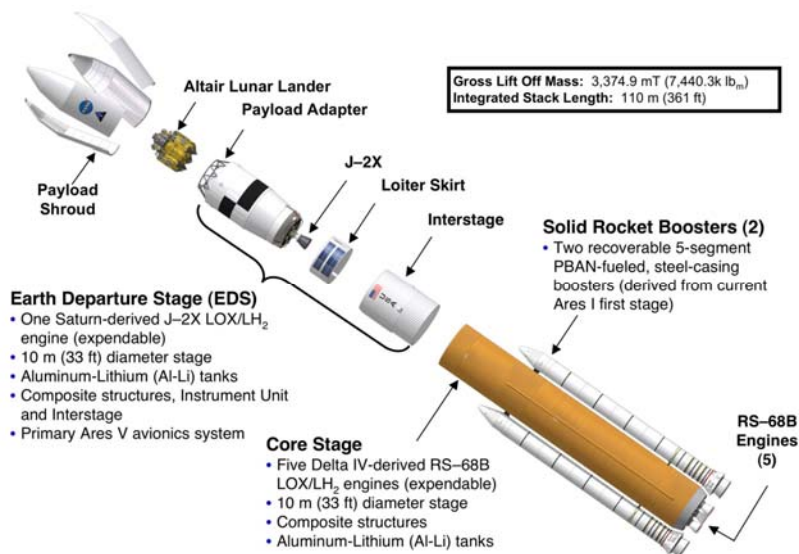 Gross Lift Off Mass: 3,374.9 mT (7,440.3k lbm)
Integrated Stack Length: 110 m (361 ft)
Altair Lunar Lander
Payload Adapter
J–2X
Loiter Skirt
Interstage
Payload
Shroud
Solid Rocket Boosters (2)
• Two recoverable 5-segment
PBAN-fueled, steel-casing
boosters (derived from current
Ares I first stage)
Earth Departure Stage (EDS)
• One Saturn-derived J–2X LOX/LH2
engine (expendable)
• 10 m (33 ft) diameter stage
• Aluminum-Lithium (Al-Li) tanks
• Composite structures, Instrument Unit
and Interstage
• Primary Ares V avionics system
RS–68B
Engines
(5)
Core Stage
• Five Delta IV-derived RS–68B
LOX/LH2 engines (expendable)
• 10 m (33 ft) diameter stage
• Composite structures
• Aluminum-Lithium (Al-Li) tanks
USA